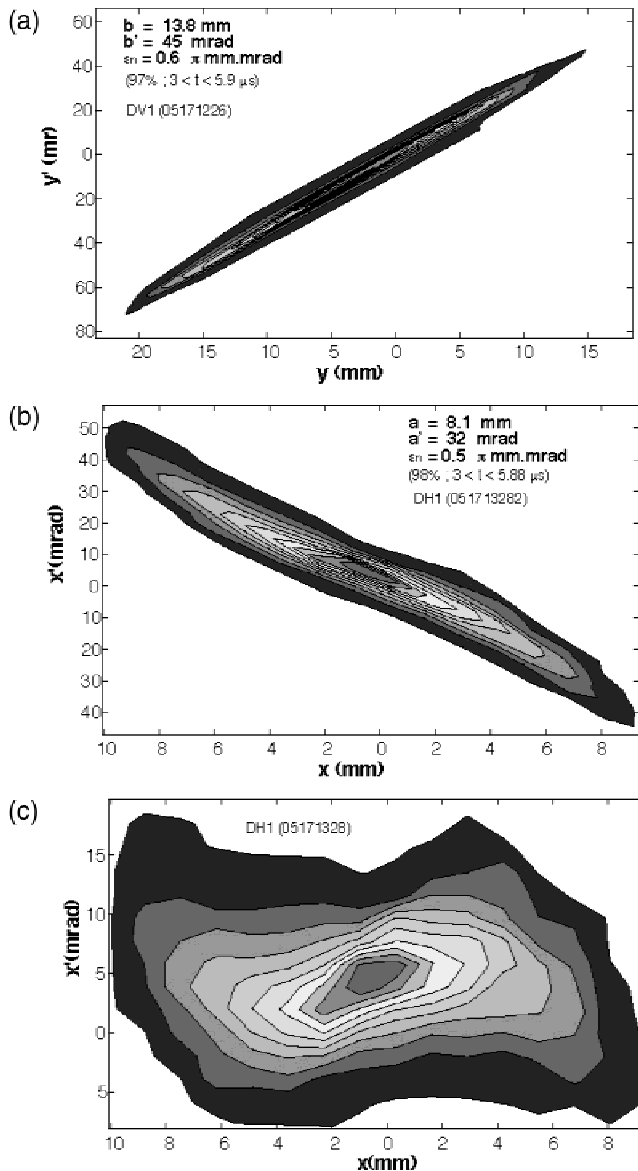 (a)
b = 13.8 mm
b' = 45 mrad
εn = 0.6 π mm.mrad
(97% ; 3 < t < 5.9 μs)
DV1 (05171226)
y' (mr)
60
40
20
0
20
40
60
80
20 15 10 5 0 5 10 15
y (mm)
(b)
a = 8.1 mm
a' = 32 mrad
εn = 0.5 π mm.mrad
(98% ; 3 < t < 5.88 μs)
DH1 (051713282)
x'(mrad)
50
40
30
20
10
0
10
20
30
40
10 8 6 4 2 0 2 4 6 8
x (mm)
(c)
DH1 (05171328)
x'(mrad)
15
10
5
0
5
10 8 6 4 2 0 2 4 6 8
x(mm)